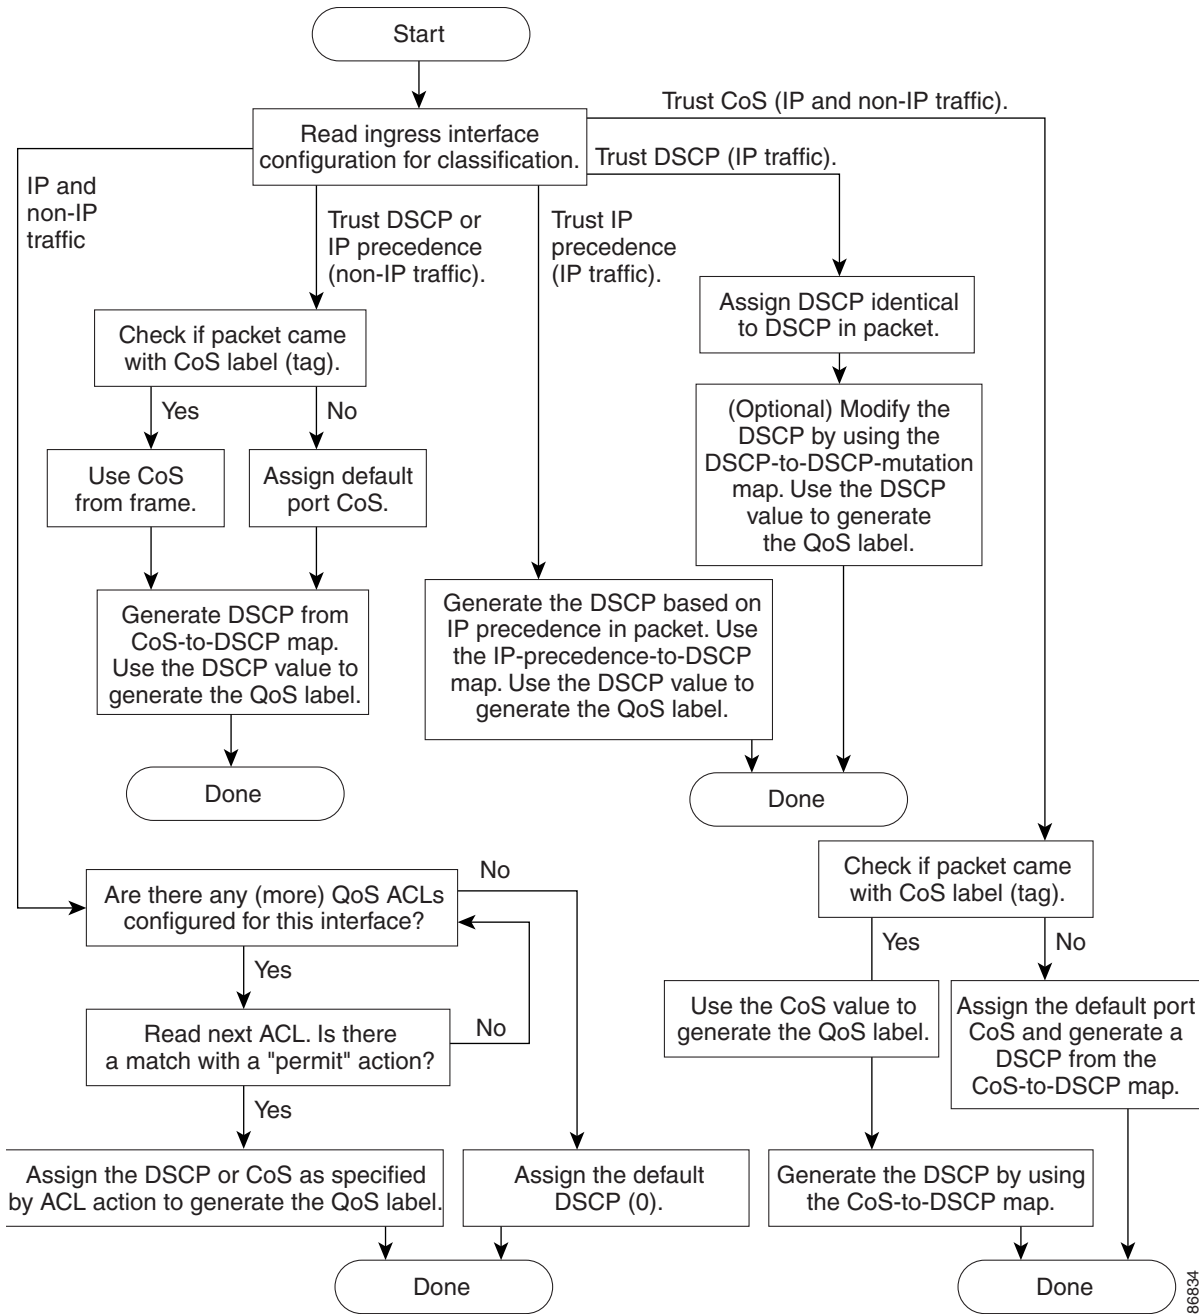 Start
Trust CoS (IP and non-IP traffic).
Read ingress interface
configuration for classification.
Trust DSCP (IP traffic).
IP and
non-IP
traffic
Trust DSCP or
IP precedence
(non-IP traffic).
Trust IP
precedence
(IP traffic).
Assign DSCP identical
to DSCP in packet.
Check if packet came
with CoS label (tag).
Yes
No
(Optional) Modify the
DSCP by using the
DSCP-to-DSCP-mutation
map. Use the DSCP
value to generate
the QoS label.
Use CoS
from frame.
Assign default
port CoS.
Generate DSCP from
CoS-to-DSCP map.
Use the DSCP value to
generate the QoS label.
Generate the DSCP based on
IP precedence in packet. Use
the IP-precedence-to-DSCP
map. Use the DSCP value to
generate the QoS label.
Done
Done
Are there any (more) QoS ACLs
configured for this interface?
No
Yes
Read next ACL. Is there
a match with a "permit" action?
No
Yes
Assign the DSCP or CoS as specified
by ACL action to generate the QoS label.
Assign the default
DSCP (0).
Done
Check if packet came
with CoS label (tag).
Yes
No
Use the CoS value to
generate the QoS label.
Assign the default port
CoS and generate a
DSCP from the
CoS-to-DSCP map.
Generate the DSCP by using
the CoS-to-DSCP map.
Done
86834